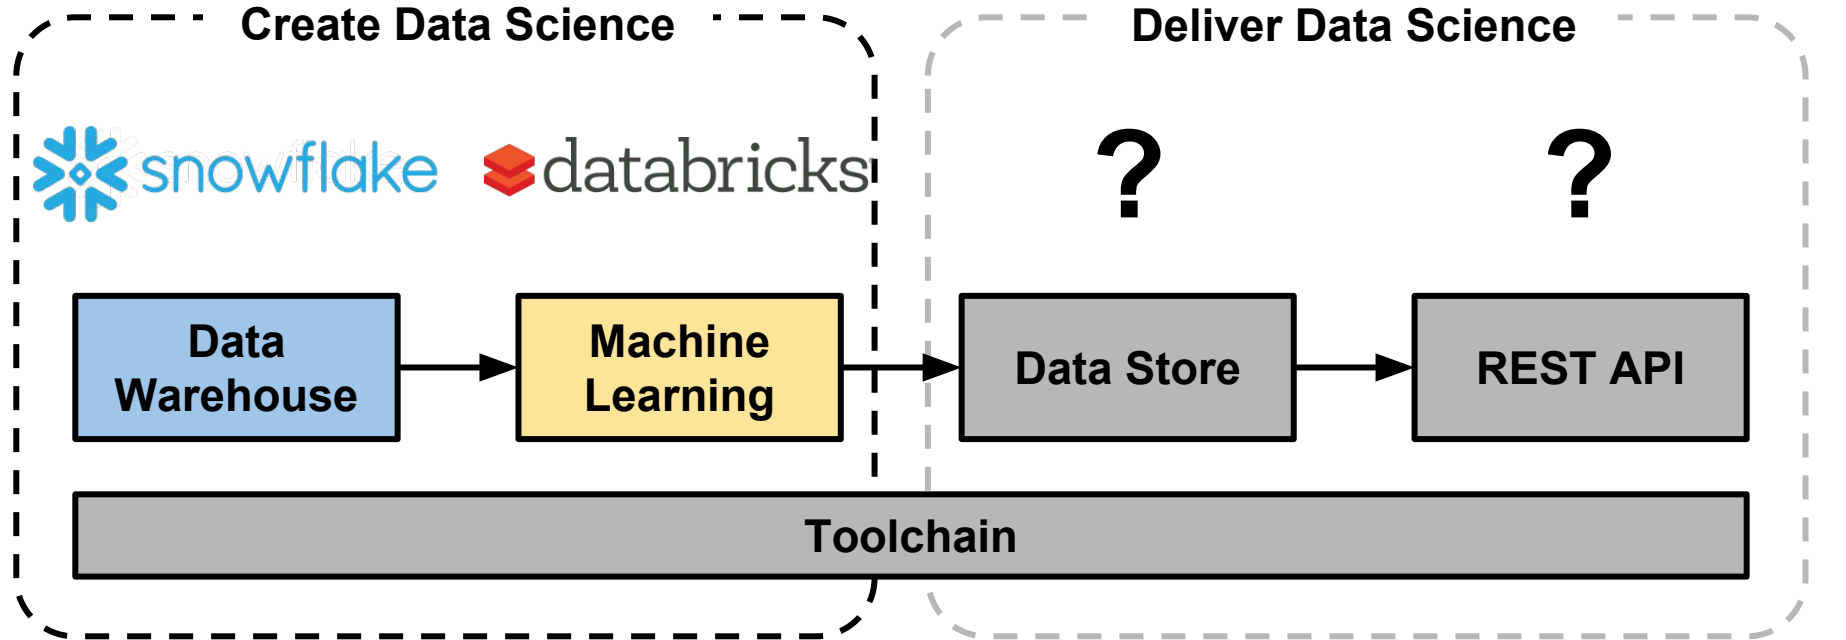 Create Data Science
Deliver Data Science
snowflake
databricks
?
?
Data
Warehouse
Machine
Learning
Data Store
REST API
Toolchain